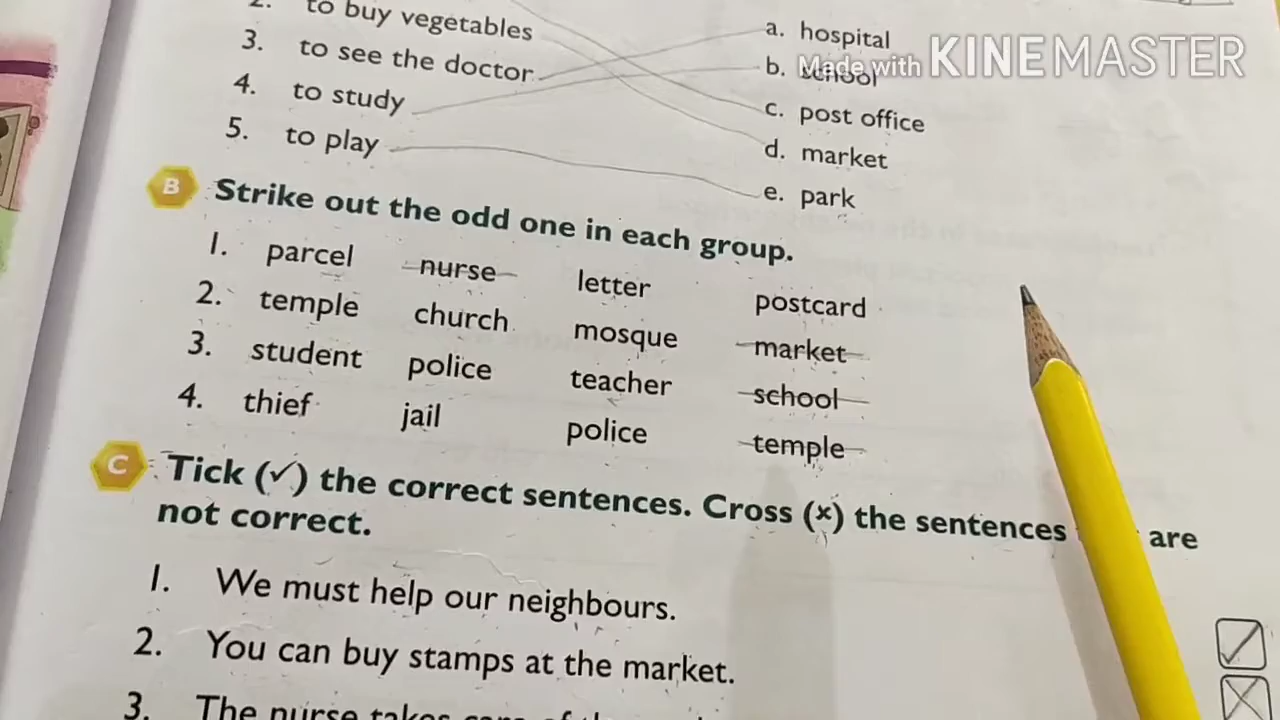 2. to buy vegetables
a. hospital
3. to see the doctor
b. school
Made with KINEMASTER
4. to study
c. post office
5. to play
d. market
e. park
B Strike out the odd one in each group.
1. parcel nurse letter postcard
2. temple church mosque market
3. student police teacher school
4. thief jail police temple
C Tick (✓) the correct sentences. Cross (×) the sentences are
not correct.
1. We must help our neighbours.
2. You can buy stamps at the market.
3. The nurse takes care of